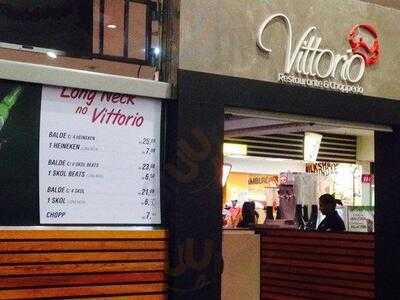 Long Neck
no Vittorio
BALDE C/ 4 HEINEKEN
1 HEINEKEN
BALDE C/ 4 SKOL BEATS
1 SKOL BEATS
BALDE C/ 4 SKOL
1 SKOL
CHOPP
Vittorio
Restaurante & Chopperia